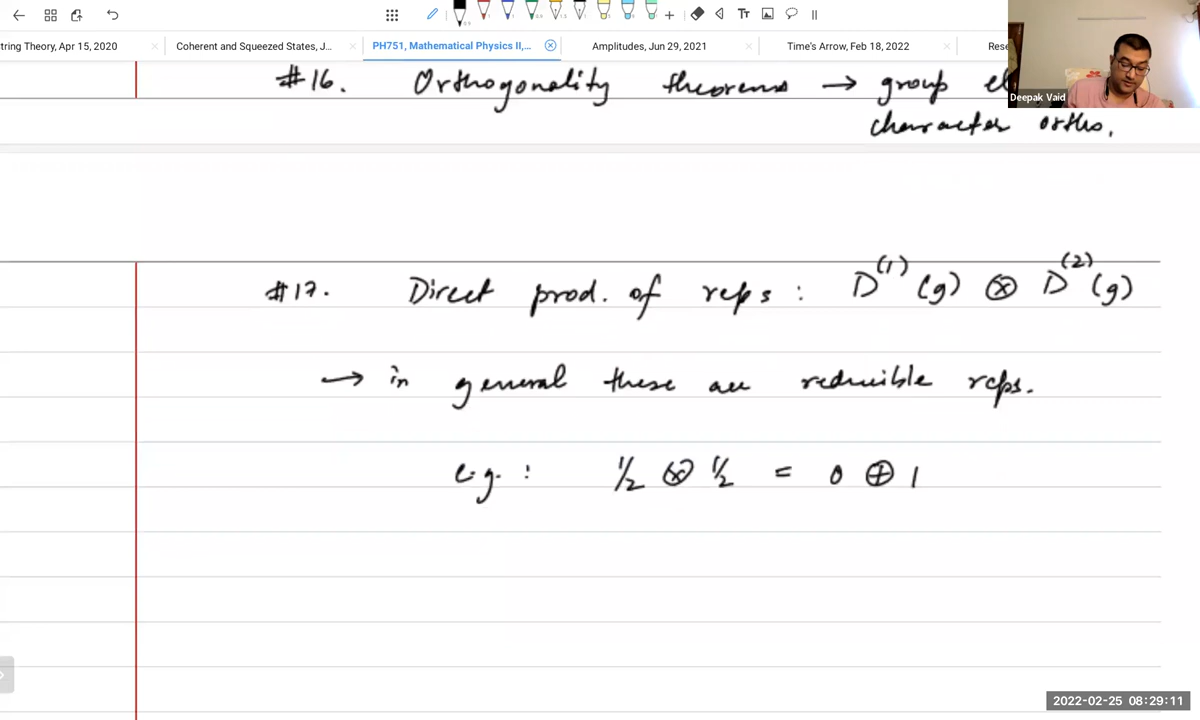 tring Theory, Apr 15, 2020
Coherent and Squeezed States, J...
PH751, Mathematical Physics II,...
Amplitudes, Jun 29, 2021
Time's Arrow, Feb 18, 2022
Rese
Deepak Vaid
#16. Orthogonality theorems → group el
character ortho.
#17. Direct prod. of reps : D^(1)(g) ⊗ D^(2)(g)
→ in general these are reducible reps.
e.g. : 1/2 ⊗ 1/2 = 0 ⊕ 1
2022-02-25 08:29:11